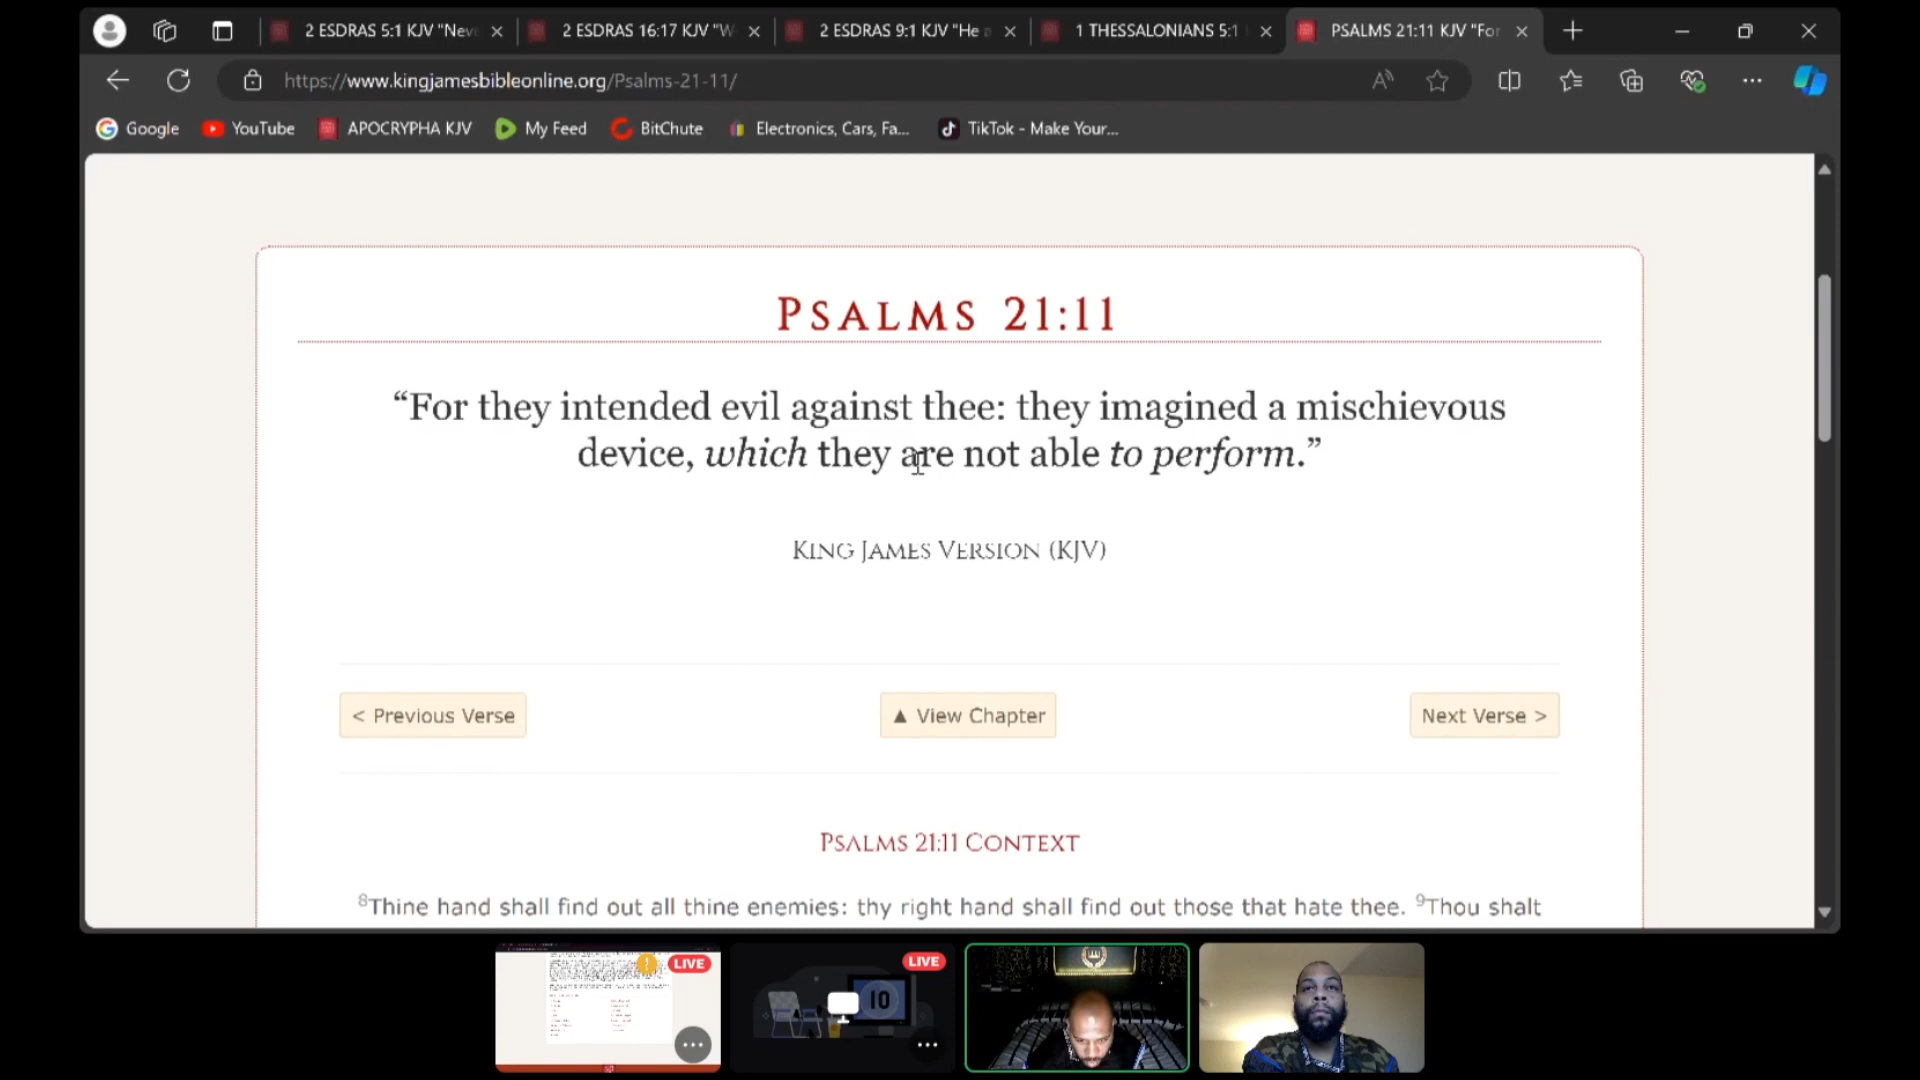 2 ESDRAS 5:1 KJV "Neve
2 ESDRAS 16:17 KJV "W
2 ESDRAS 9:1 KJV "He a
1 THESSALONIANS 5:1
PSALMS 21:11 KJV "For
https://www.kingjamesbibleonline.org/Psalms-21-11/
Google
YouTube
APOCRYPHA KJV
My Feed
BitChute
Electronics, Cars, Fa...
TikTok - Make Your...
PSALMS 21:11
“For they intended evil against thee: they imagined a mischievous
device, which they are not able to perform.”
KING JAMES VERSION (KJV)
< Previous Verse
▲ View Chapter
Next Verse >
PSALMS 21:11 CONTEXT
8Thine hand shall find out all thine enemies: thy right hand shall find out those that hate thee. 9Thou shalt
LIVE
LIVE
10